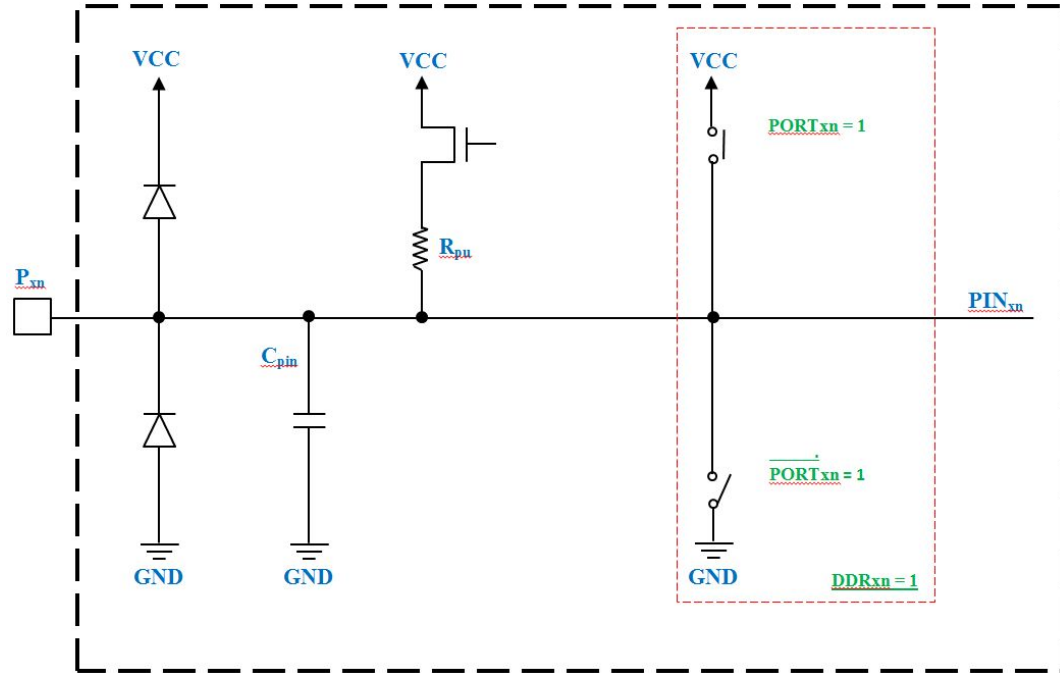 VCC
VCC
VCC
PORTxn = 1
Rpu
Pxn
PINxn
Cpin
PORTxn = 1
GND
GND
GND
DDRxn = 1